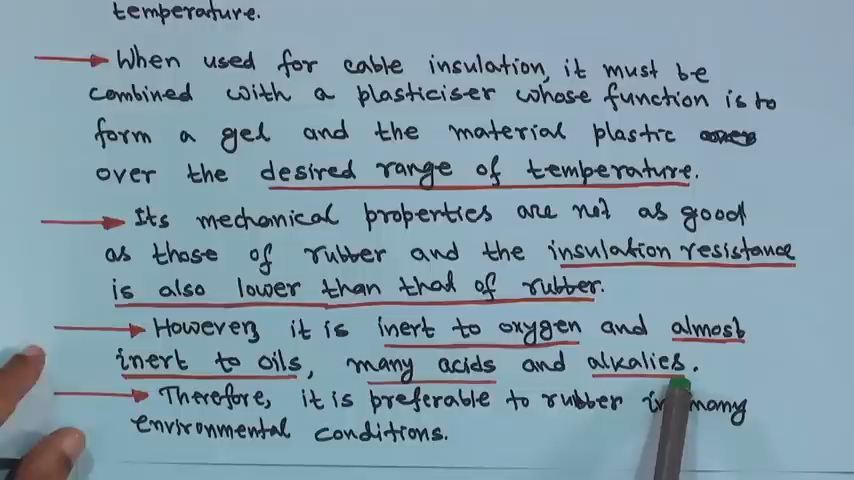 temperature.
When used for cable insulation, it must be
combined with a plasticiser whose function is to
form a gel and the material plastic
over the desired range of temperature.
Its mechanical properties are not as good
as those of rubber and the insulation resistance
is also lower than that of rubber.
However, it is inert to oxygen and almost
inert to oils, many acids and alkalies.
Therefore, it is preferable to rubber in many
environmental conditions.